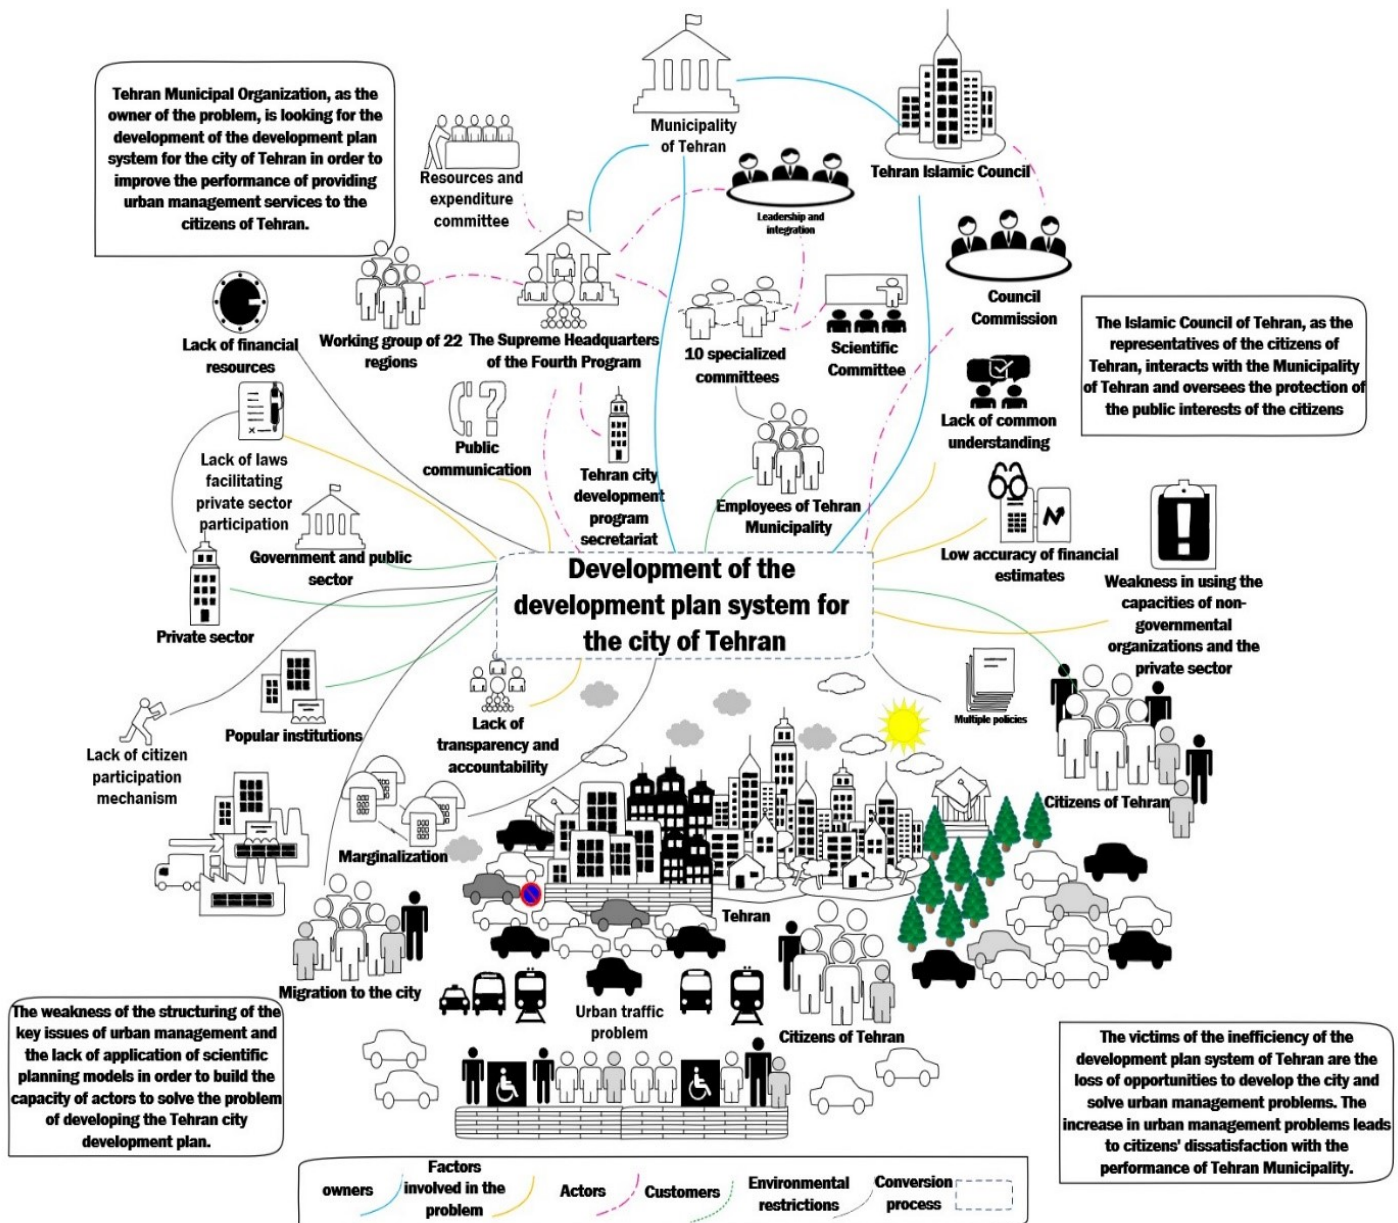 Tehran Municipal Organization, as the
owner of the problem, is looking for the
development of the development plan
system for the city of Tehran in order to
improve the performance of providing
urban management services to the
citizens of Tehran.
Municipality
of Tehran
Tehran Islamic Council
Resources and
expenditure
committee
Leadership and
integration
Council
Commission
The Islamic Council of Tehran, as the
representatives of the citizens of
Tehran, interacts with the Municipality
of Tehran and oversees the protection of
the public interests of the citizens
Lack of financial
resources
Working group of 22
regions
The Supreme Headquarters
of the Fourth Program
10 specialized
committees
Scientific
Committee
Lack of common
understanding
Lack of laws
facilitating
private sector
participation
Public
communication
Tehran city
development
program
secretariat
Employees of Tehran
Municipality
Low accuracy of financial
estimates
Weakness in using the
capacities of non-
governmental
organizations and the
private sector
Government and public
sector
Private sector
Development of the
development plan system for
the city of Tehran
Popular institutions
Lack of citizen
participation
mechanism
Lack of
transparency and
accountability
Multiple policies
Citizens of Tehran
Marginalization
Tehran
Migration to the city
Urban traffic
problem
Citizens of Tehran
The weakness of the structuring of the
key issues of urban management and
the lack of application of scientific
planning models in order to build the
capacity of actors to solve the problem
of developing the Tehran city
development plan.
The victims of the inefficiency of the
development plan system of Tehran are the
loss of opportunities to develop the city and
solve urban management problems. The
increase in urban management problems leads
to citizens' dissatisfaction with the
performance of Tehran Municipality.
owners
Factors
involved in the
problem
Actors
Customers
Environmental
restrictions
Conversion
process